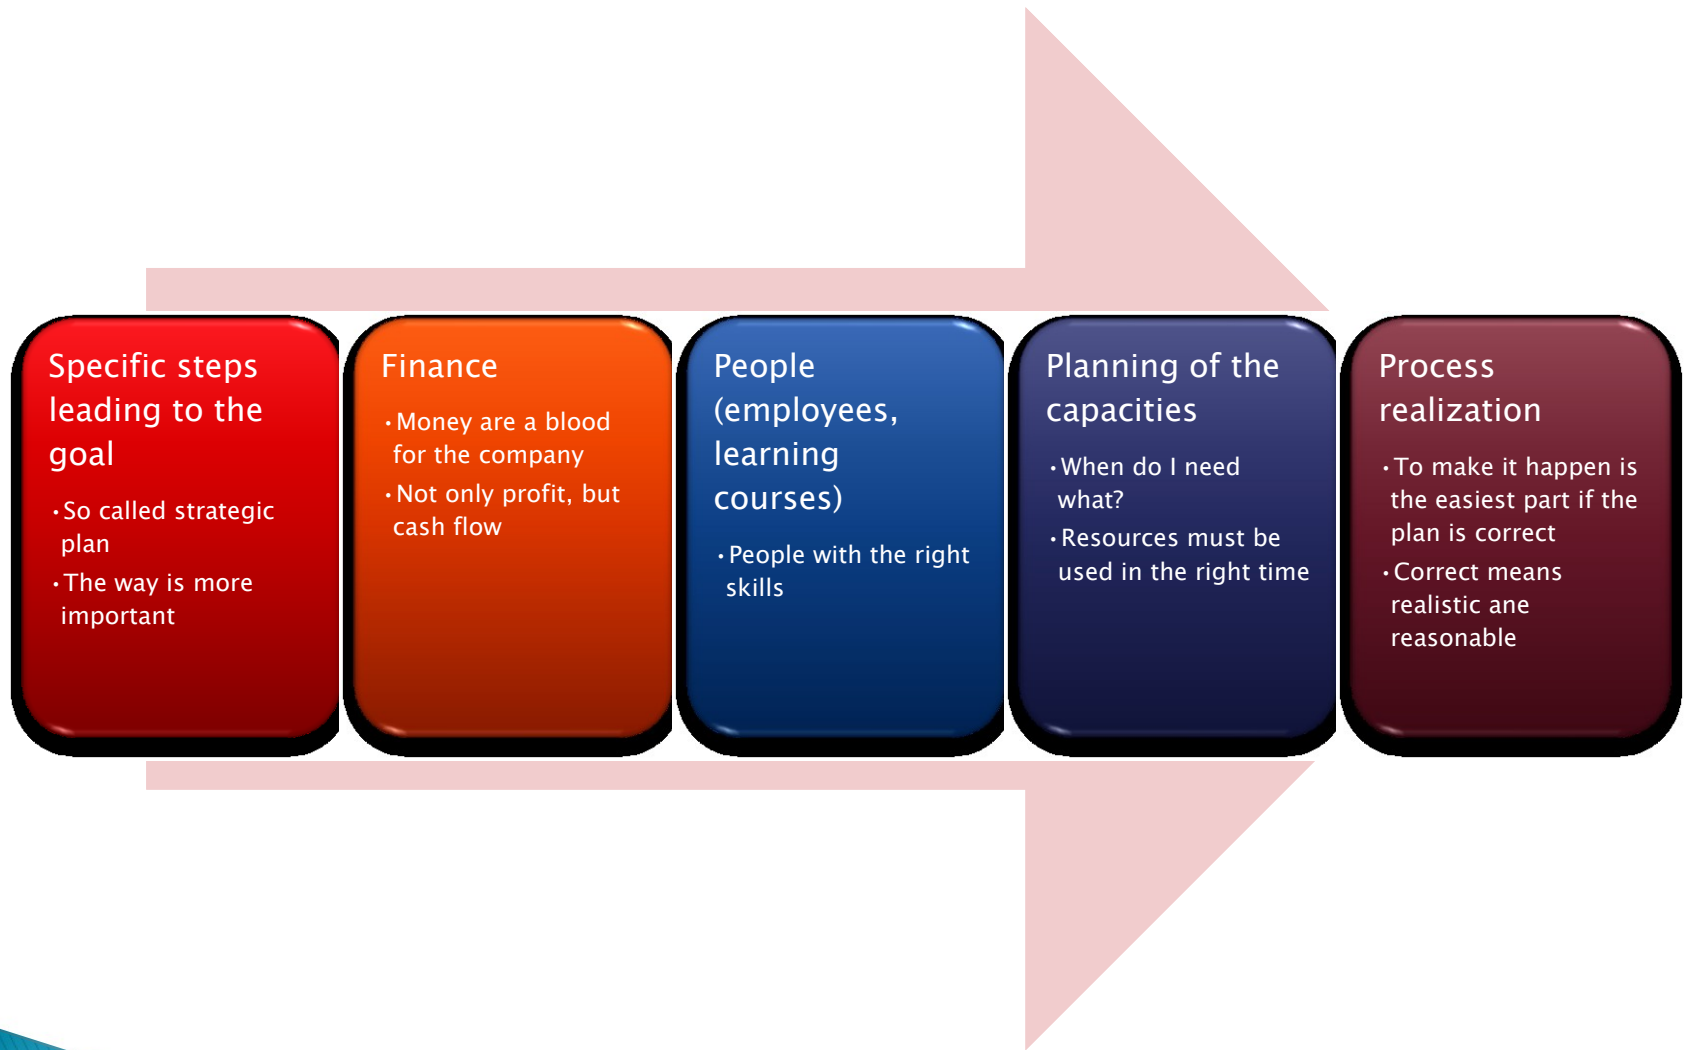 Specific steps
leading to the
goal
•So called strategic
plan
•The way is more
important
Finance
•Money are a blood
for the company
•Not only profit, but
cash flow
People
(employees,
learning
courses)
•People with the right
skills
Planning of the
capacities
•When do I need
what?
•Resources must be
used in the right time
Process
realization
•To make it happen is
the easiest part if the
plan is correct
•Correct means
realistic ane
reasonable